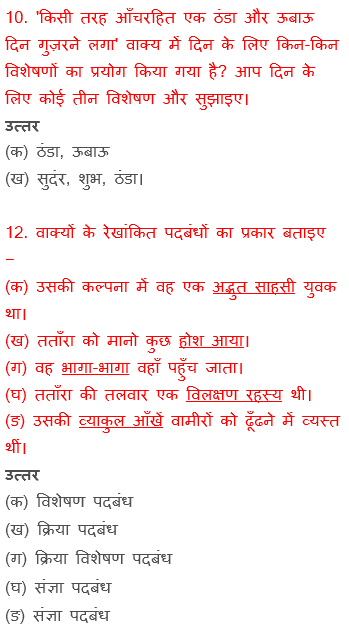 10. 'किसी तरह आँचरहित एक ठंडा और ऊबाऊ
दिन गुज़रने लगा' वाक्य में दिन के लिए किन-किन
विशेषणों का प्रयोग किया गया है? आप दिन के
लिए कोई तीन विशेषण और सुझाइए।
उत्तर
(क) ठंडा, ऊबाऊ
(ख) सुदंर, शुभ, ठंडा।
12. वाक्यों के रेखांकित पदबंधों का प्रकार बताइए
–
(क) उसकी कल्पना में वह एक अद्भुत साहसी युवक
था।
(ख) तताँरा को मानो कुछ होश आया।
(ग) वह भागा-भागा वहाँ पहुँच जाता।
(घ) तताँरा की तलवार एक विलक्षण रहस्य थी।
(ङ) उसकी व्याकुल आँखें वामीरों को ढूँढने में व्यस्त
थीं।
उत्तर
(क) विशेषण पदबंध
(ख) क्रिया पदबंध
(ग) क्रिया विशेषण पदबंध
(घ) संज्ञा पदबंध
(ङ) संज्ञा पदबंध